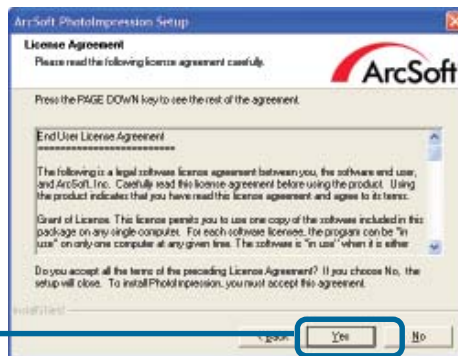 ArcSoft PhotoImpression Setup
License Agreement
Please read the following license agreement carefully.
ArcSoft
Press the PAGE DOWN key to see the rest of the agreement.
End User License Agreement
==========================
The following is a legal software license agreement between you, the software end user,
and ArcSoft, Inc. Carefully read this license agreement before using the product. Using
the product indicates that you have read this license agreement and agree to its terms.
Grant of License. This license permits you to use one copy of the software included in this
package on any single computer. For each software licensee, the program can be "in
use" on only one computer at any given time. The software is "in use" when it is either
Do you accept all the terms of the preceding License Agreement? If you choose No, the
setup will close. To install PhotoImpression, you must accept this agreement.
InstallShield
< Back Yes No